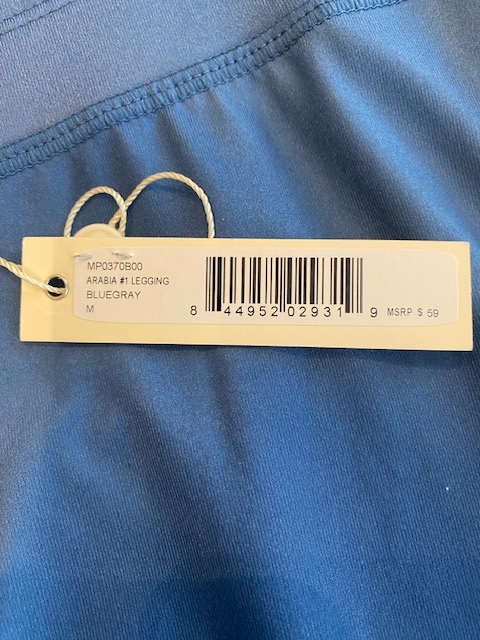 MP0370B00
ARABIA #1 LEGGING
BLUEGRAY
M
8 44952 02931 9 MSRP $ 59